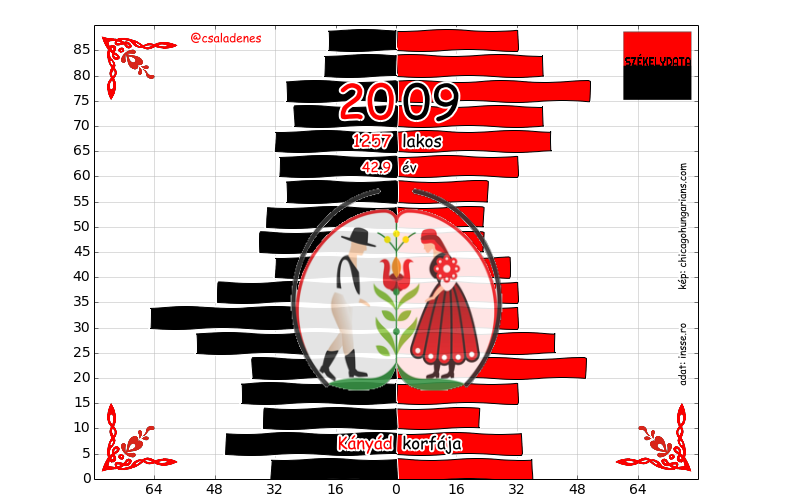 @csaladenes
SZÉKELYDATA
2009
1257 lakos
42.9 év
kép: chicagohungarians.com
adat: insse.ro
Kányád korfája
85
80
75
70
65
60
55
50
45
40
35
30
25
20
15
10
5
0
64 48 32 16 0 16 32 48 64